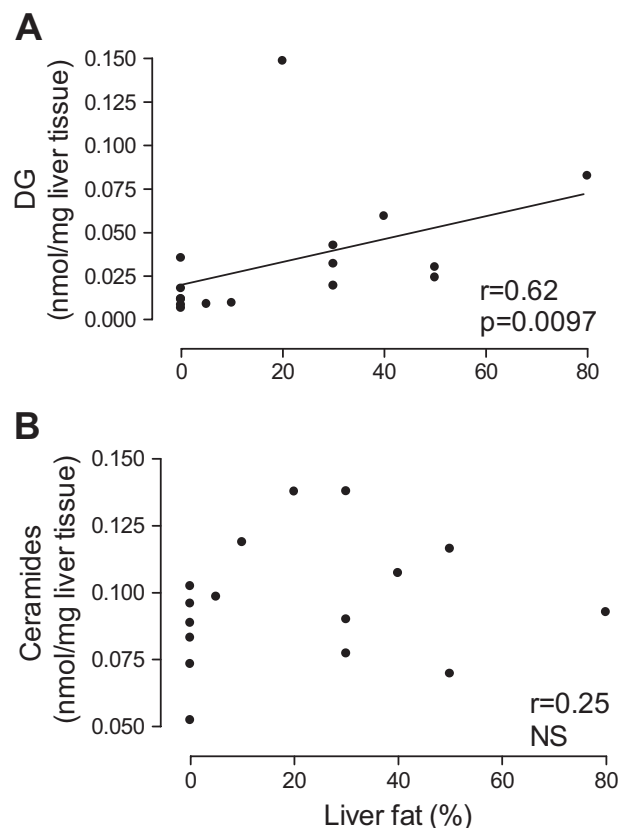 A
DG
(nmol/mg liver tissue)
0.150
0.125
0.100
0.075
0.050
0.025
0.000
r=0.62
p=0.0097
0 20 40 60 80
B
Ceramides
(nmol/mg liver tissue)
0.150
0.125
0.100
0.075
0.050
r=0.25
NS
0 20 40 60 80
Liver fat (%)